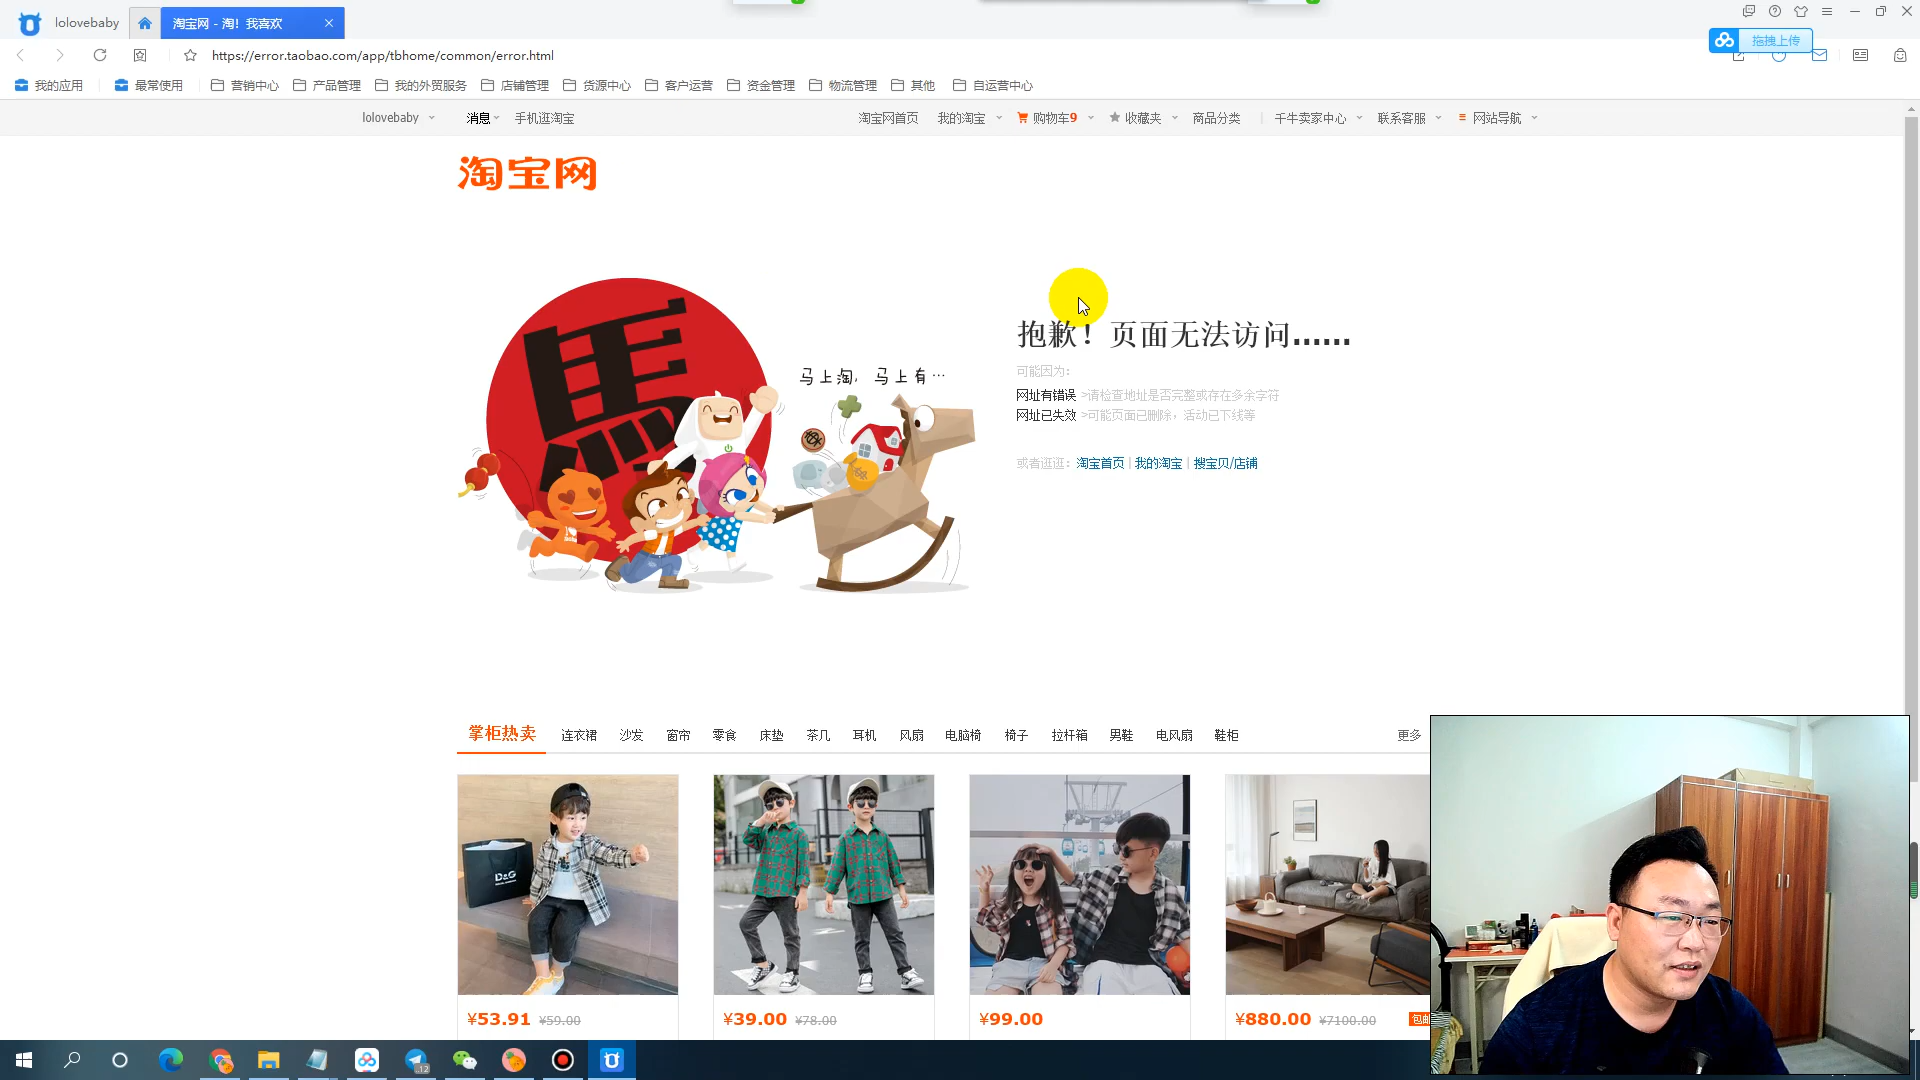 lolovebaby
淘宝网 - 淘！我喜欢
https://error.taobao.com/app/tbhome/common/error.html
拖拽上传
我的应用 最常使用 营销中心 产品管理 我的外贸服务 店铺管理 货源中心 客户运营 资金管理 物流管理 其他 自运营中心
lolovebaby 消息 手机逛淘宝 淘宝网首页 我的淘宝 购物车9 收藏夹 商品分类 千牛卖家中心 联系客服 网站导航
淘宝网
馬
马上淘，马上有…
抱歉！页面无法访问......
可能因为：
网址有错误 >请检查地址是否完整或存在多余字符
网址已失效 >可能页面已删除，活动已下线等
或者逛逛：淘宝首页 | 我的淘宝 | 搜宝贝/店铺
掌柜热卖 连衣裙 沙发 窗帘 零食 床垫 茶几 耳机 风扇 电脑椅 椅子 拉杆箱 男鞋 电风扇 鞋柜 更多
D&G
¥53.91 ¥59.00
¥39.00 ¥78.00
¥99.00
¥880.00 ¥7100.00 包邮
12